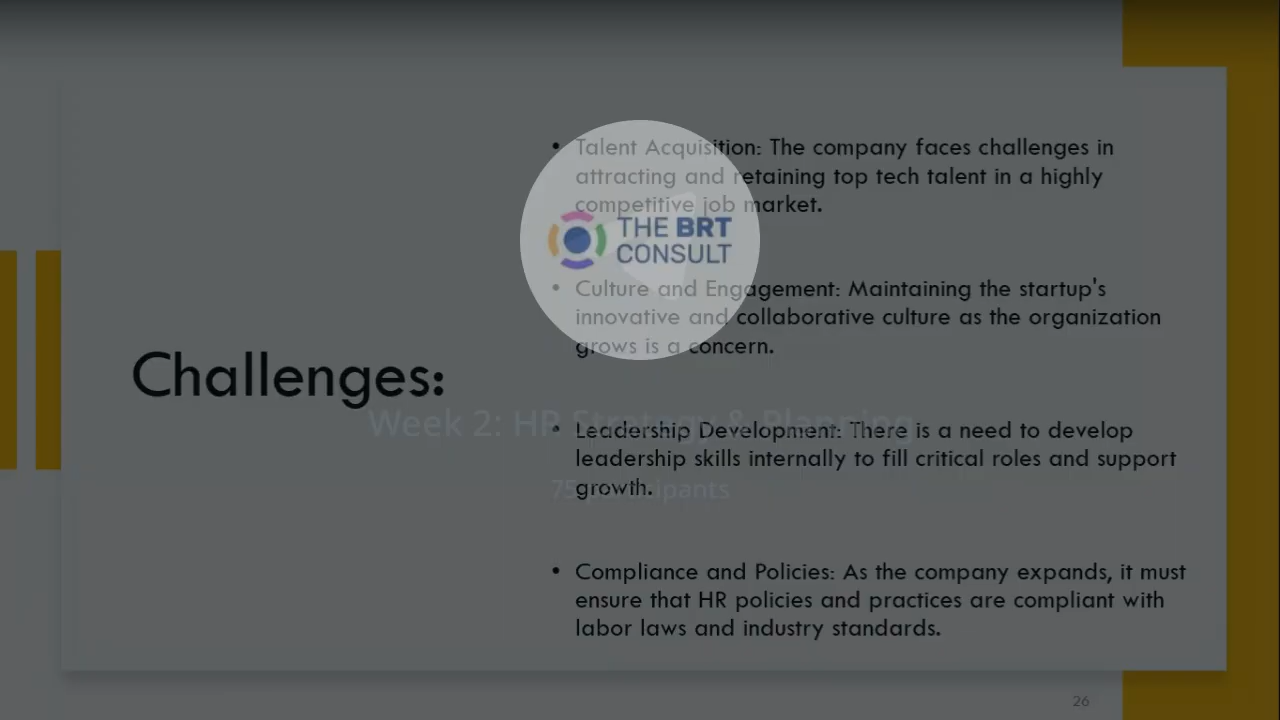 Challenges:
• Talent Acquisition: The company faces challenges in
attracting and retaining top tech talent in a highly
competitive job market.
THE BRT
CONSULT
• Culture and Engagement: Maintaining the startup's
innovative and collaborative culture as the organization
grows is a concern.
Week 2: HR Strategy & Planning
• Leadership Development: There is a need to develop
leadership skills internally to fill critical roles and support
growth.
75 participants
• Compliance and Policies: As the company expands, it must
ensure that HR policies and practices are compliant with
labor laws and industry standards.
26